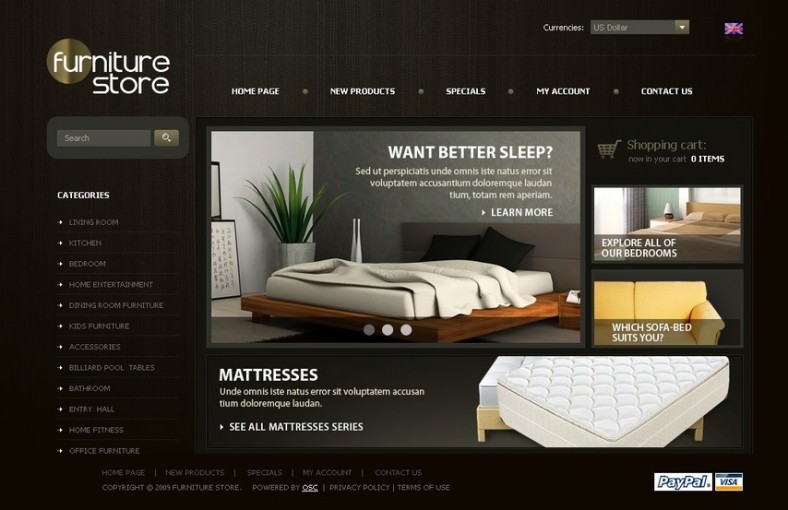 Currencies: US Dollar
furniture
store
HOME PAGE NEW PRODUCTS SPECIALS MY ACCOUNT CONTACT US
Search
CATEGORIES
LIVING ROOM
KITCHEN
BEDROOM
HOME ENTERTAINMENT
DINING ROOM FURNITURE
KIDS FURNITURE
ACCESSORIES
BILLIARD POOL TABLES
BATHROOM
ENTRY HALL
HOME FITNESS
OFFICE FURNITURE
WANT BETTER SLEEP?
Sed ut perspiciatis unde omnis iste natus error sit
voluptatem accusantium doloremque laudan
tium, totam rem aperiam.
LEARN MORE
Shopping cart:
now in your cart 0 ITEMS
EXPLORE ALL OF
OUR BEDROOMS
WHICH SOFA-BED
SUITS YOU?
MATTRESSES
Unde omnis iste natus error sit voluptatem accusan
tium doloremque laudan.
SEE ALL MATTRESSES SERIES
HOME PAGE | NEW PRODUCTS | SPECIALS | MY ACCOUNT | CONTACT US
COPYRIGHT © 2009 FURNITURE STORE. POWERED BY OSC | PRIVACY POLICY | TERMS OF USE
PayPal VISA